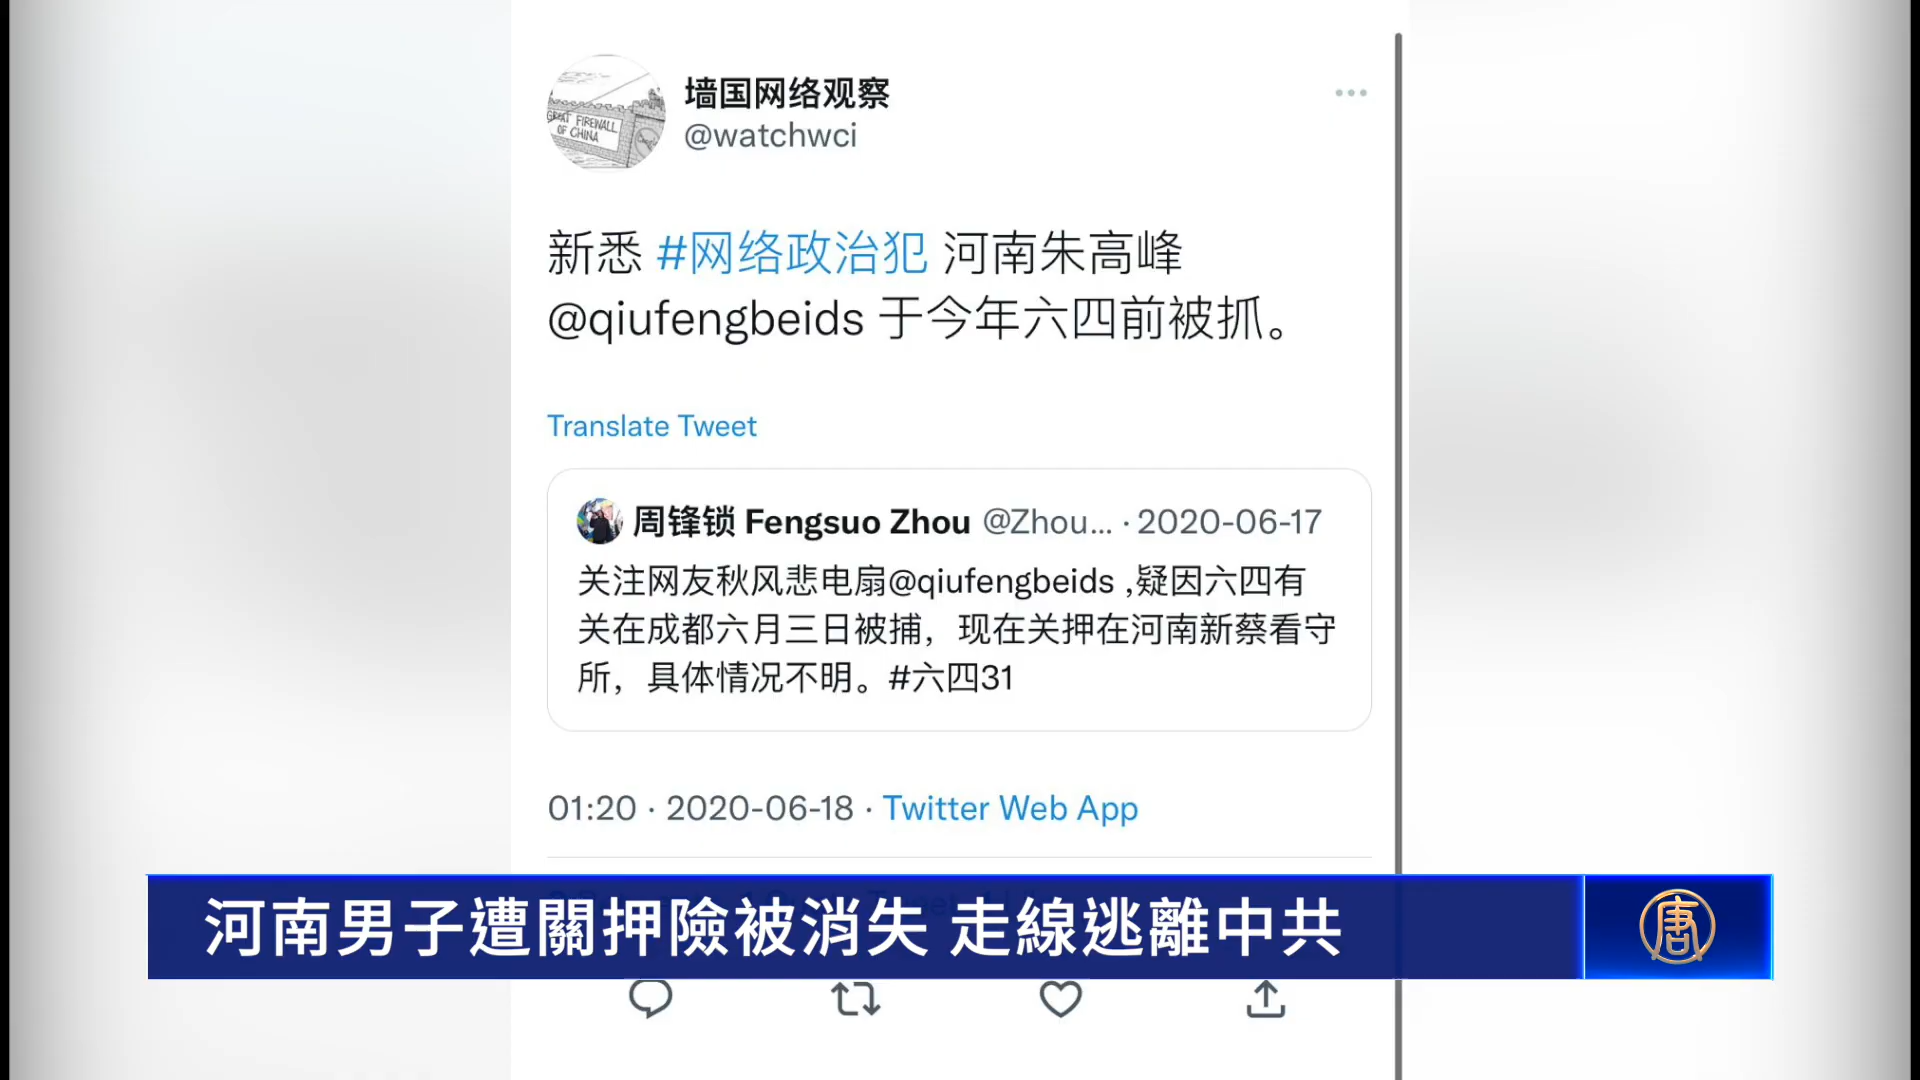 墙国网络观察
@watchwci
GREAT FIREWALL
OF CHINA
新悉 #网络政治犯 河南朱高峰
@qiufengbeids 于今年六四前被抓。
Translate Tweet
周锋锁 Fengsuo Zhou @Zhou... · 2020-06-17
关注网友秋风悲电扇@qiufengbeids ,疑因六四有
关在成都六月三日被捕，现在关押在河南新蔡看守
所，具体情况不明。#六四31
01:20 · 2020-06-18 · Twitter Web App
河南男子遭關押險被消失 走線逃離中共
唐